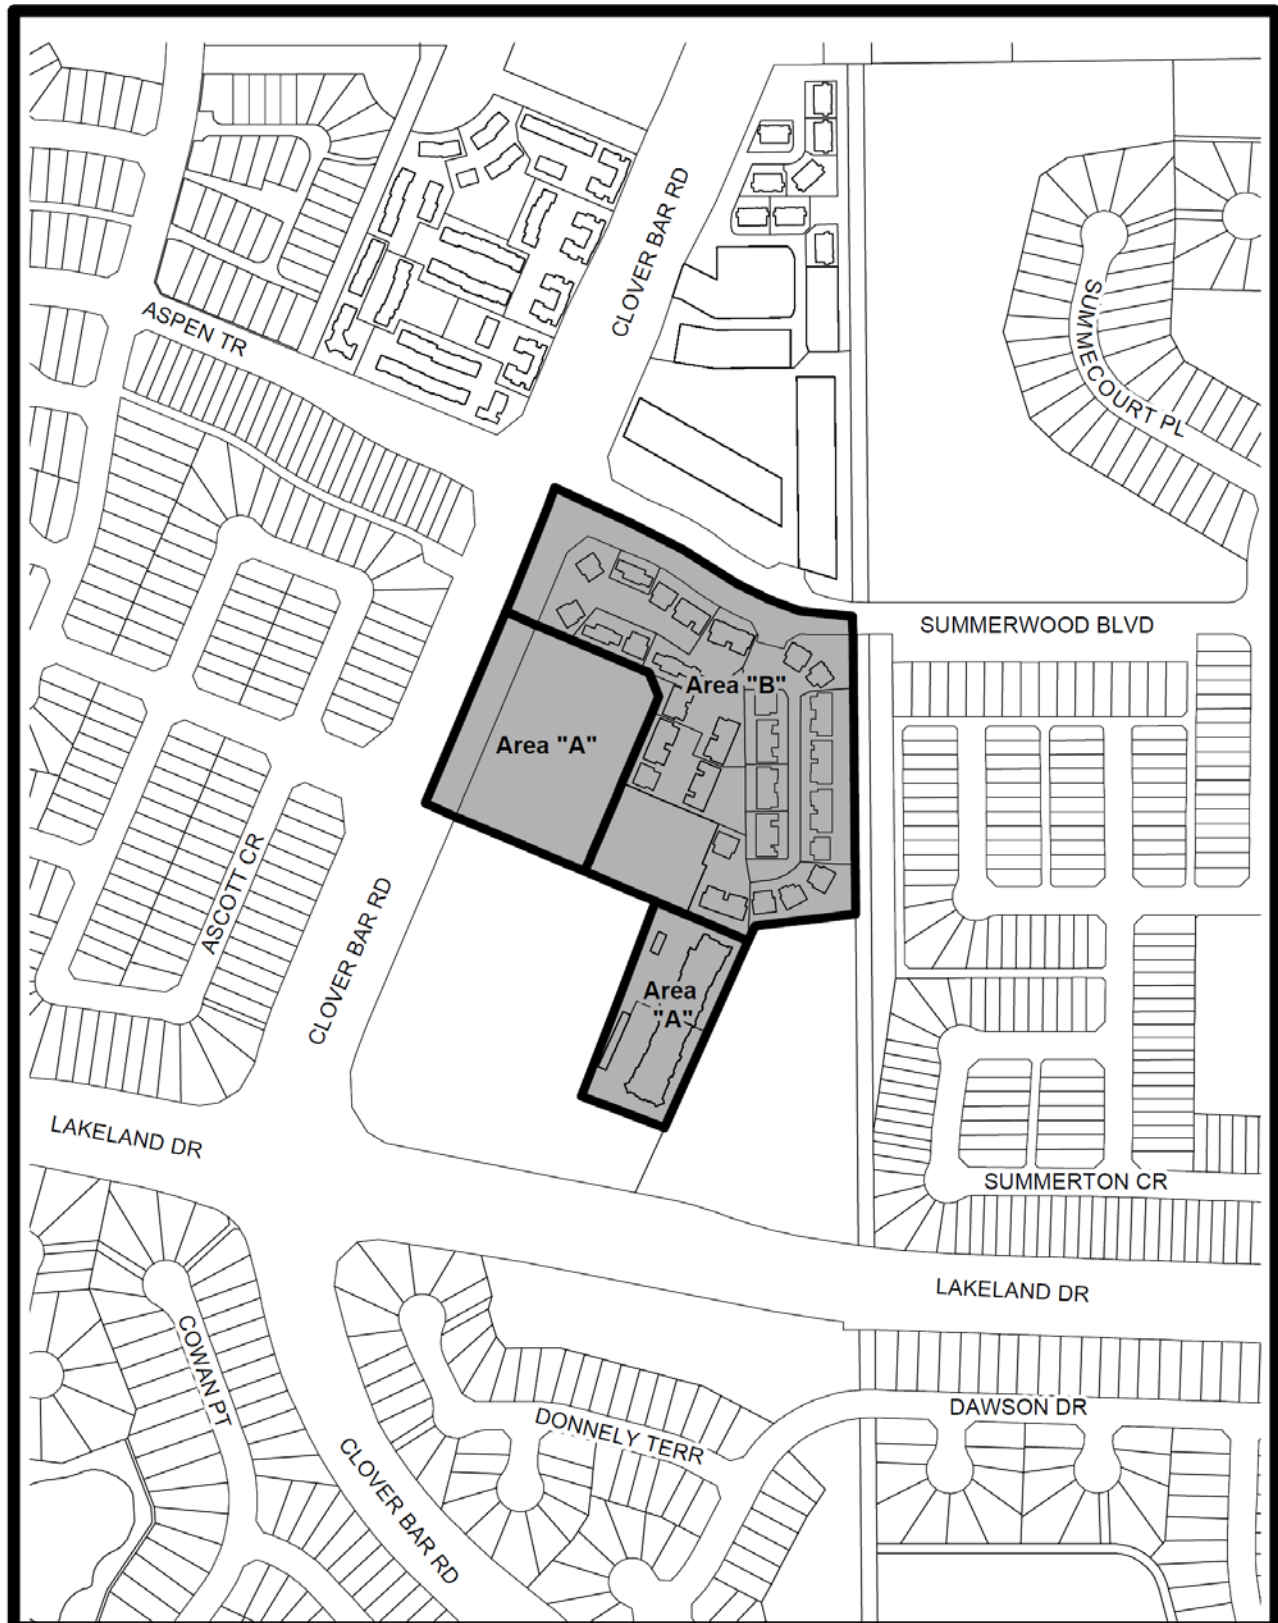 CLOVER BAR RD
ASPEN TR
SUMMECOURT PL
SUMMERWOOD BLVD
Area "B"
Area "A"
ASCOTT CR
CLOVER BAR RD
Area
"A"
LAKELAND DR
SUMMERTON CR
LAKELAND DR
COWAN PT
DAWSON DR
DONNELY TERR
CLOVER BAR RD